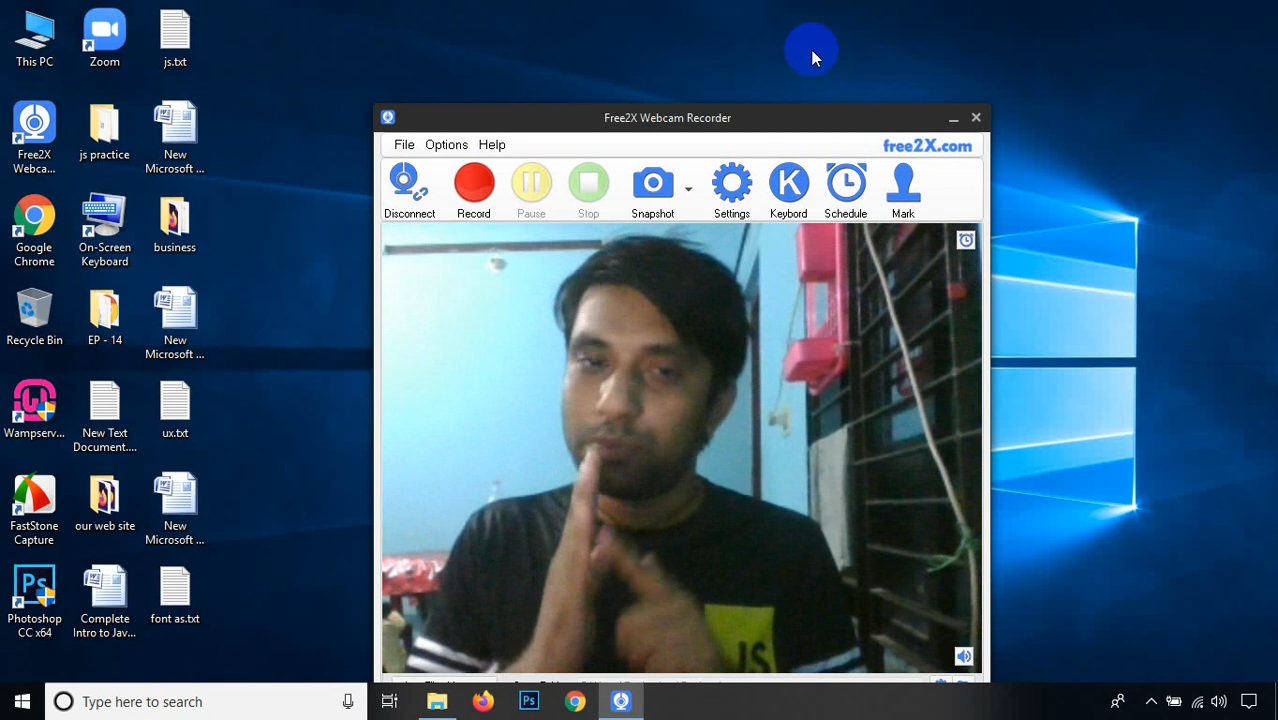 This PC
Zoom
js.txt
Free2X
Webca...
js practice
New
Microsoft ...
Google
Chrome
On-Screen
Keyboard
business
Recycle Bin
EP - 14
New
Microsoft ...
Wampserv...
New Text
Document....
ux.txt
FastStone
Capture
our web site
New
Microsoft ...
Ps
Photoshop
CC x64
Complete
Intro to Jav...
font as.txt
Free2X Webcam Recorder
File Options Help
free2X.com
K
Disconnect Record Pause Stop Snapshot Settings Keybord Schedule Mark
JS
Type here to search
Ps